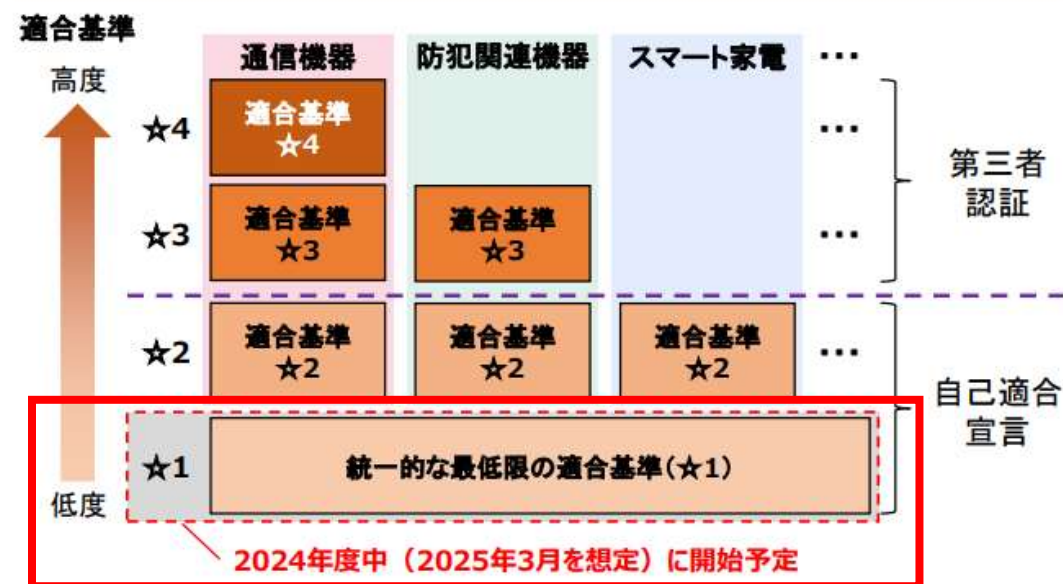 適合基準
高度
通信機器
防犯関連機器
スマート家電
…
☆4
適合基準
☆4
…
第三者
認証
☆3
適合基準
☆3
適合基準
☆3
…
☆2
適合基準
☆2
適合基準
☆2
適合基準
☆2
…
自己適合
宣言
☆1
統一的な最低限の適合基準(☆1)
低度
2024年度中（2025年3月を想定）に開始予定